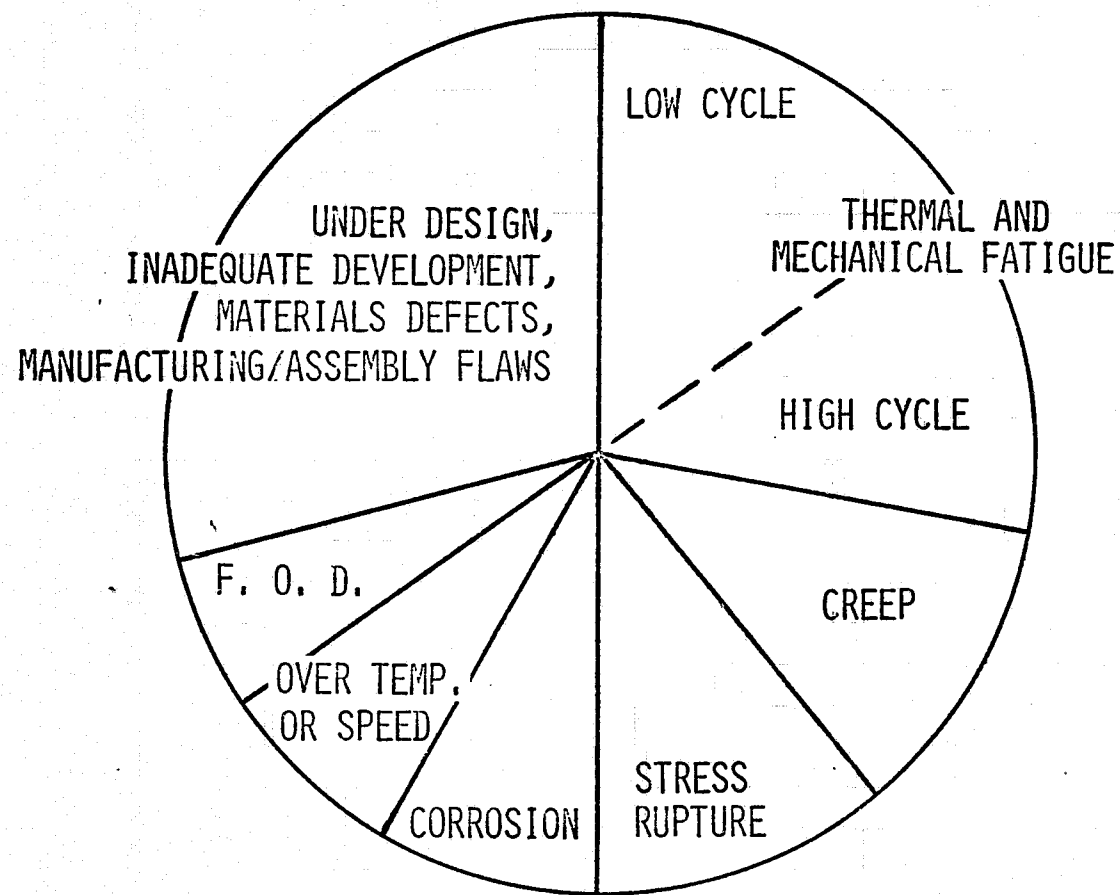 LOW CYCLE
THERMAL AND
MECHANICAL FATIGUE
UNDER DESIGN,
INADEQUATE DEVELOPMENT,
MATERIALS DEFECTS,
MANUFACTURING/ASSEMBLY FLAWS
HIGH CYCLE
F. O. D.
CREEP
OVER TEMP.
OR SPEED
STRESS
RUPTURE
CORROSION